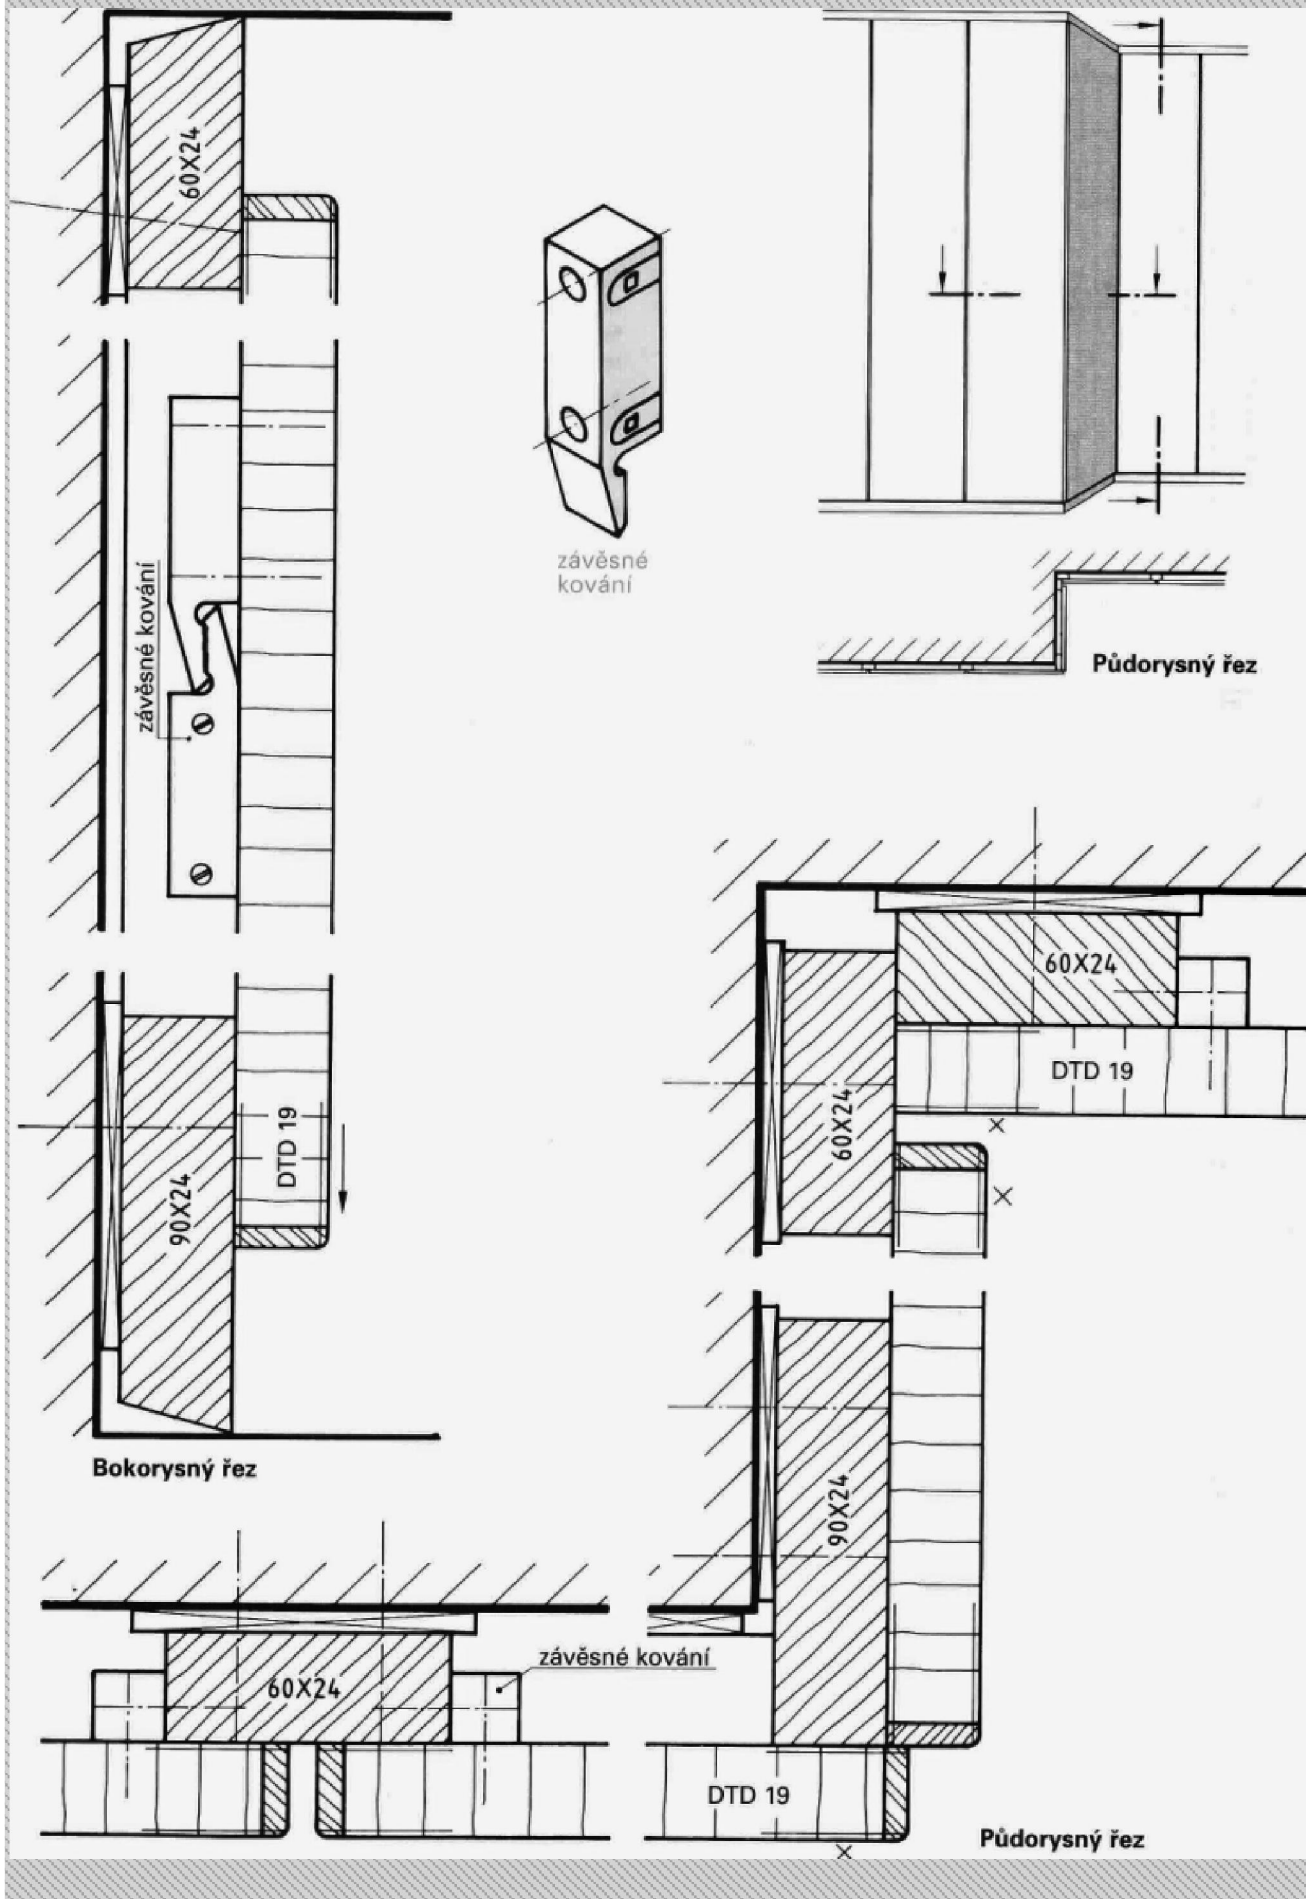 60X24
závěsné
kování
Půdorysný řez
závěsné kování
60X24
DTD 19
60X24
DTD 19
90X24
Bokorysný řez
90X24
závěsné kování
60X24
DTD 19
Půdorysný řez